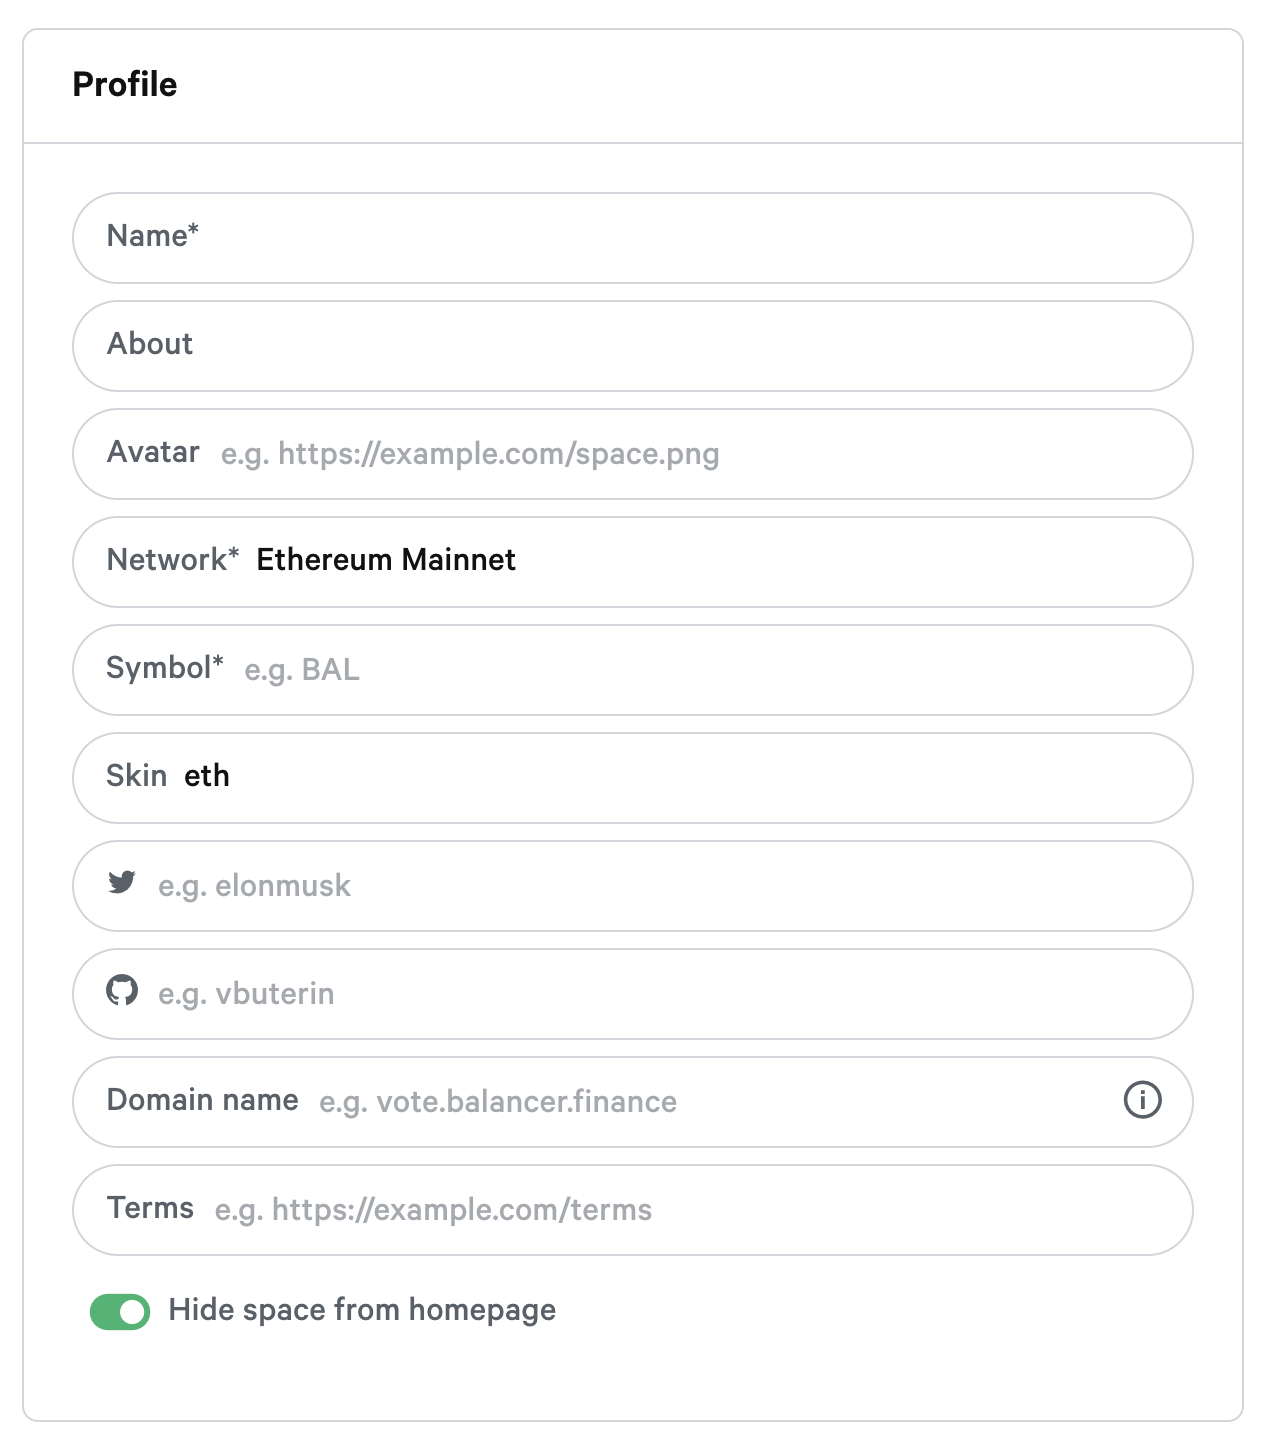 Profile
Name*
About
Avatar e.g. https://example.com/space.png
Network* Ethereum Mainnet
Symbol* e.g. BAL
Skin eth
e.g. elonmusk
e.g. vbuterin
Domain name e.g. vote.balancer.finance
Terms e.g. https://example.com/terms
Hide space from homepage